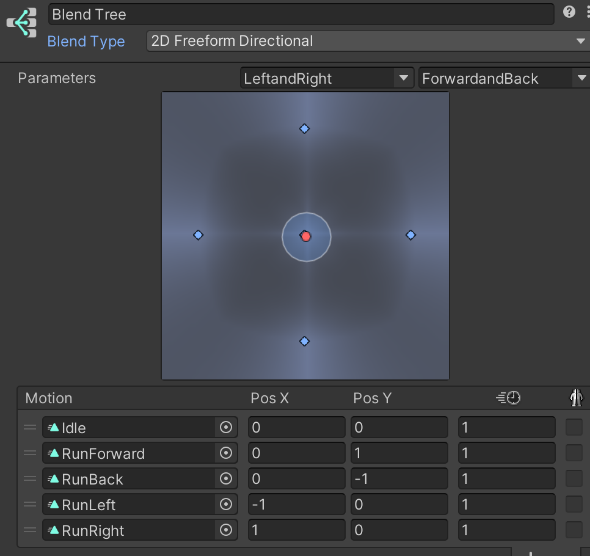 Blend Tree
Blend Type 2D Freeform Directional
Parameters LeftandRight ForwardandBack
Motion Pos X Pos Y
Idle 0 0 1
RunForward 0 1 1
RunBack 0 -1 1
RunLeft -1 0 1
RunRight 1 0 1